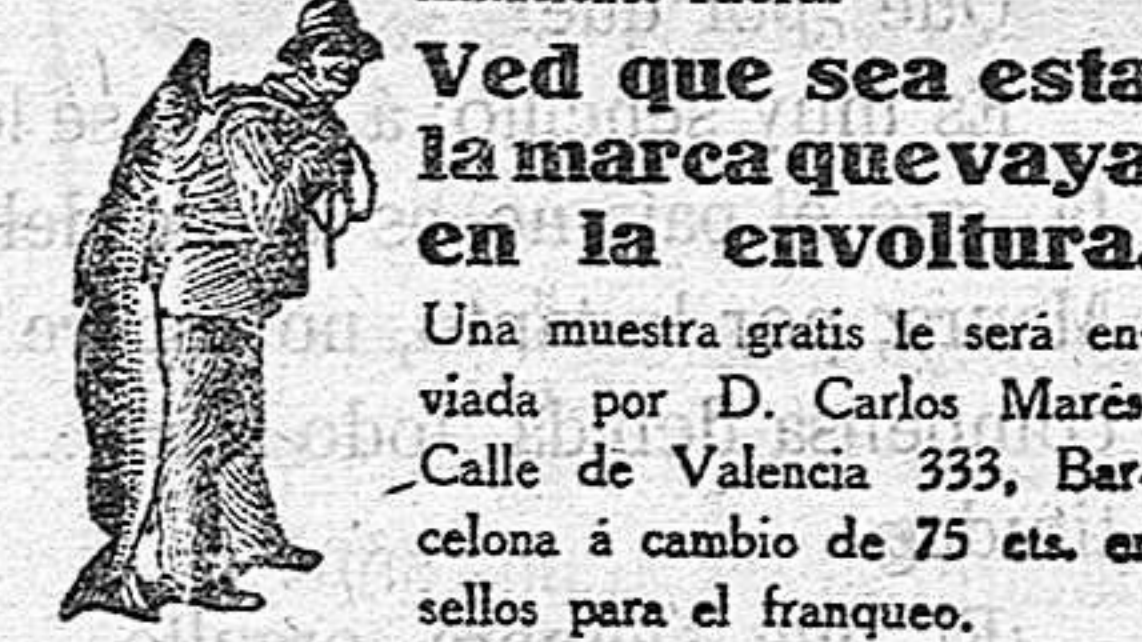 Ved que sea esta
la marca que vaya
en la envoltura.
Una muestra gratis le será en-
viada por D. Carlos Marés
Calle de Valencia 333, Bar-
celona á cambio de 75 cts. en
sellos para el franqueo.